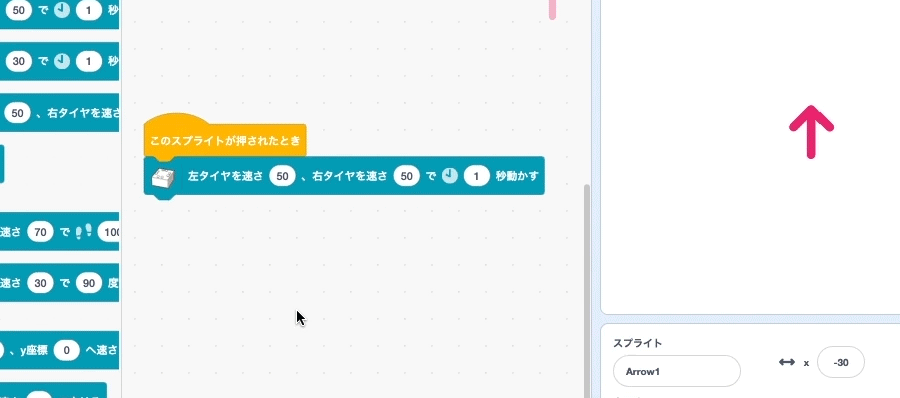 50 で 1 秒
30 で 1 秒
50 、右タイヤを速さ
このスプライトが押されたとき
左タイヤを速さ 50 、右タイヤを速さ 50 で 1 秒動かす
速さ 70 で 100
速さ 30 で 90 度
、y座標 0 へ速さ
スプライト
Arrow1
x -30